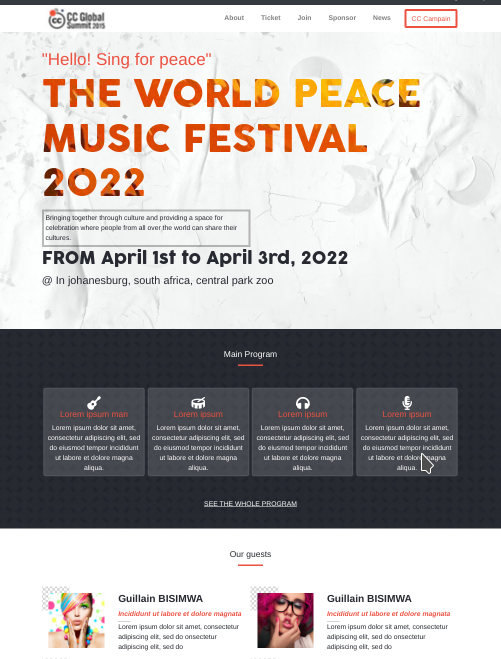 CC Global
Summit 2015
About Ticket Join Sponsor News CC Campain
"Hello! Sing for peace"
THE WORLD PEACE
MUSIC FESTIVAL
2022
Bringing together through culture and providing a space for
celebration where people from all over the world can share their
cultures.
FROM April 1st to April 3rd, 2022
@ In johanesburg, south africa, central park zoo
Main Program
Lorem ipsum man
Lorem ipsum dolor sit amet,
consectetur adipiscing elit, sed
do eiusmod tempor incididunt
ut labore et dolore magna
aliqua.
Lorem ipsum
Lorem ipsum dolor sit amet,
consectetur adipiscing elit, sed
do eiusmod tempor incididunt
ut labore et dolore magna
aliqua.
Lorem ipsum
Lorem ipsum dolor sit amet,
consectetur adipiscing elit, sed
do eiusmod tempor incididunt
ut labore et dolore magna
aliqua.
Lorem ipsum
Lorem ipsum dolor sit amet,
consectetur adipiscing elit, sed
do eiusmod tempor incididunt
ut labore et dolore magna
aliqua.
SEE THE WHOLE PROGRAM
Our guests
Guillain BISIMWA
Incididunt ut labore et dolore magnata
Lorem ipsum dolor sit amet, consectetur
adipiscing elit, sed do onsectetur
adipiscing elit, sed do
Guillain BISIMWA
Incididunt ut labore et dolore magnata
Lorem ipsum dolor sit amet, consectetur
adipiscing elit, sed do onsectetur
adipiscing elit, sed do